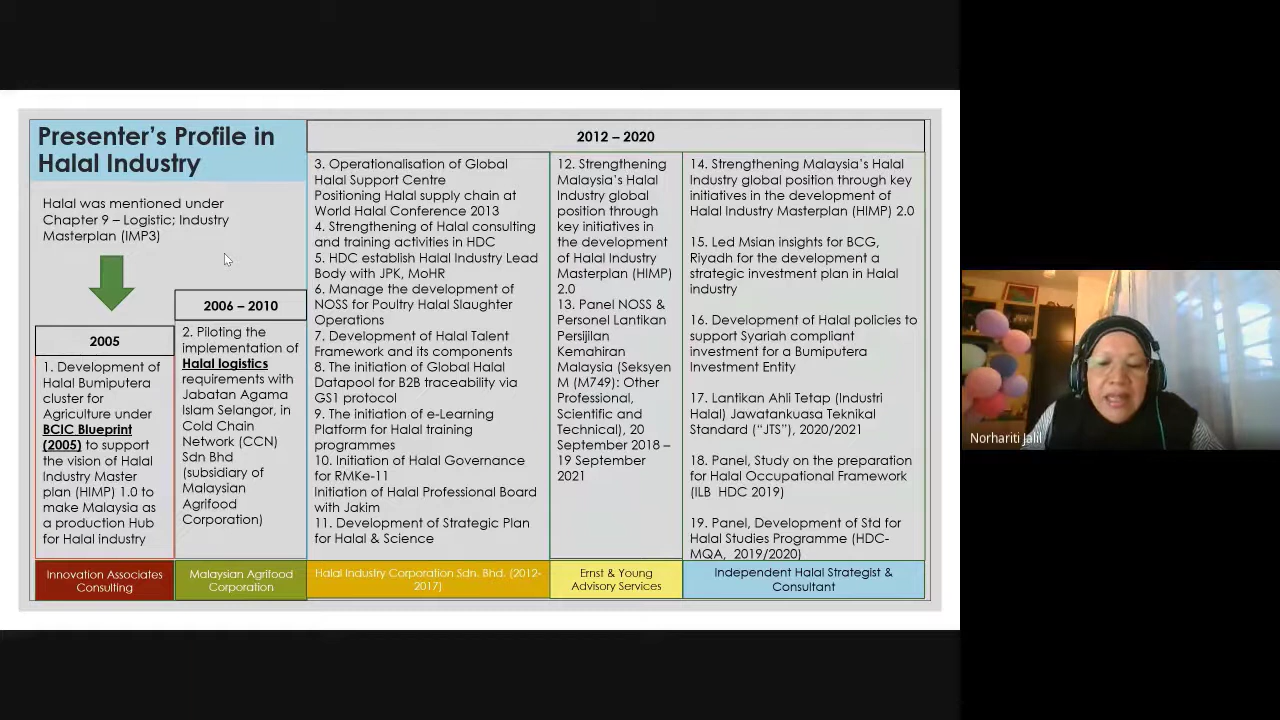 Presenter's Profile in
Halal Industry
Halal was mentioned under
Chapter 9 – Logistic; Industry
Masterplan (IMP3)
2005
1. Development of
Halal Bumiputera
cluster for
Agriculture under
BCIC Blueprint
(2005) to support
the vision of Halal
Industry Master
plan (HIMP) 1.0 to
make Malaysia as
a production Hub
for Halal industry
Innovation Associates
Consulting
2006 – 2010
2. Piloting the
implementation of
Halal logistics
requirements with
Jabatan Agama
Islam Selangor, in
Cold Chain
Network (CCN)
Sdn Bhd
(subsidiary of
Malaysian
Agrifood
Corporation)
Malaysian Agrifood
Corporation
2012 – 2020
3. Operationalisation of Global
Halal Support Centre
Positioning Halal supply chain at
World Halal Conference 2013
4. Strengthening of Halal consulting
and training activities in HDC
5. HDC establish Halal Industry Lead
Body with JPK, MoHR
6. Manage the development of
NOSS for Poultry Halal Slaughter
Operations
7. Development of Halal Talent
Framework and its components
8. The initiation of Global Halal
Datapool for B2B traceability via
GS1 protocol
9. The initiation of e-Learning
Platform for Halal training
programmes
10. Initiation of Halal Governance
for RMKe-11
Initiation of Halal Professional Board
with Jakim
11. Development of Strategic Plan
for Halal & Science
Halal Industry Corporation Sdn. Bhd. (2012-
2017)
12. Strengthening
Malaysia's Halal
Industry global
position through
key initiatives in
the development
of Halal Industry
Masterplan (HIMP)
2.0
13. Panel NOSS &
Personel Lantikan
Persijilan
Kemahiran
Malaysia (Seksyen
M (M749): Other
Professional,
Scientific and
Technical), 20
September 2018 –
19 September
2021
Ernst & Young
Advisory Services
14. Strengthening Malaysia's Halal
Industry global position through key
initiatives in the development of
Halal Industry Masterplan (HIMP) 2.0
15. Led Msian insights for BCG,
Riyadh for the development a
strategic investment plan in Halal
industry
16. Development of Halal policies to
support Syariah compliant
investment for a Bumiputera
Investment Entity
17. Lantikan Ahli Tetap (Industri
Halal) Jawatankuasa Teknikal
Standard ("JTS"), 2020/2021
18. Panel, Study on the preparation
for Halal Occupational Framework
(ILB HDC 2019)
19. Panel, Development of Std for
Halal Studies Programme (HDC-
MQA, 2019/2020)
Independent Halal Strategist &
Consultant
Norhariti Jalil